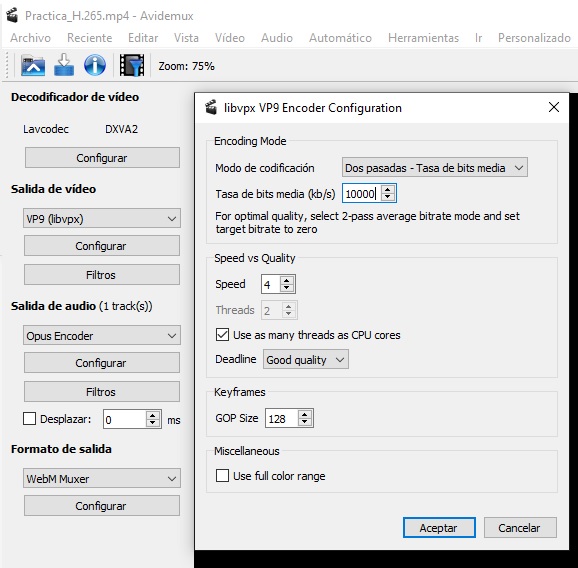 Practica_H.265.mp4 - Avidemux
Archivo Reciente Editar Vista Vídeo Audio Automático Herramientas Ir Personalizado
Zoom: 75%
Decodificador de vídeo
Lavcodec DXVA2
Configurar
Salida de vídeo
VP9 (libvpx)
Configurar
Filtros
Salida de audio (1 track(s))
Opus Encoder
Configurar
Filtros
Desplazar: 0 ms
Formato de salida
WebM Muxer
Configurar
libvpx VP9 Encoder Configuration
Encoding Mode
Modo de codificación Dos pasadas - Tasa de bits media
Tasa de bits media (kb/s) 10000
For optimal quality, select 2-pass average bitrate mode and set
target bitrate to zero
Speed vs Quality
Speed 4
Threads 2
Use as many threads as CPU cores
Deadline Good quality
Keyframes
GOP Size 128
Miscellaneous
Use full color range
Aceptar Cancelar